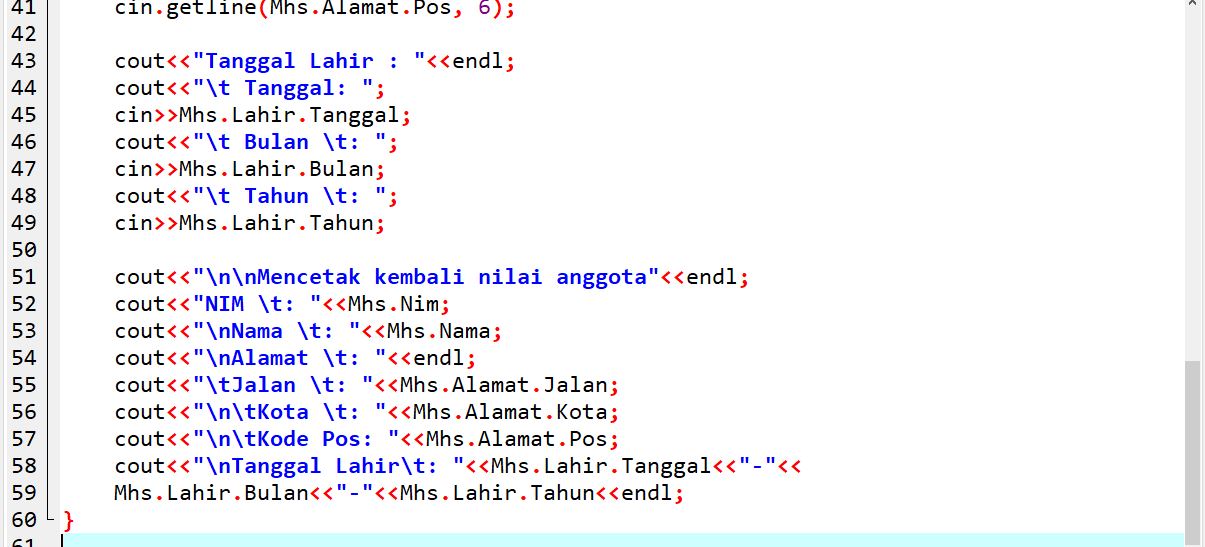 41 cin.getline(Mhs.Alamat.Pos, 6);
42
43 cout<<"Tanggal Lahir : "<<endl;
44 cout<<"\t Tanggal: ";
45 cin>>Mhs.Lahir.Tanggal;
46 cout<<"\t Bulan \t: ";
47 cin>>Mhs.Lahir.Bulan;
48 cout<<"\t Tahun \t: ";
49 cin>>Mhs.Lahir.Tahun;
50
51 cout<<"\n\nMencetak kembali nilai anggota"<<endl;
52 cout<<"NIM \t: "<<Mhs.Nim;
53 cout<<"\nNama \t: "<<Mhs.Nama;
54 cout<<"\nAlamat \t: "<<endl;
55 cout<<"\tJalan \t: "<<Mhs.Alamat.Jalan;
56 cout<<"\n\tKota \t: "<<Mhs.Alamat.Kota;
57 cout<<"\n\tKode Pos: "<<Mhs.Alamat.Pos;
58 cout<<"\nTanggal Lahir\t: "<<Mhs.Lahir.Tanggal<<"-"<<
59 Mhs.Lahir.Bulan<<"-"<<Mhs.Lahir.Tahun<<endl;
60 }
61